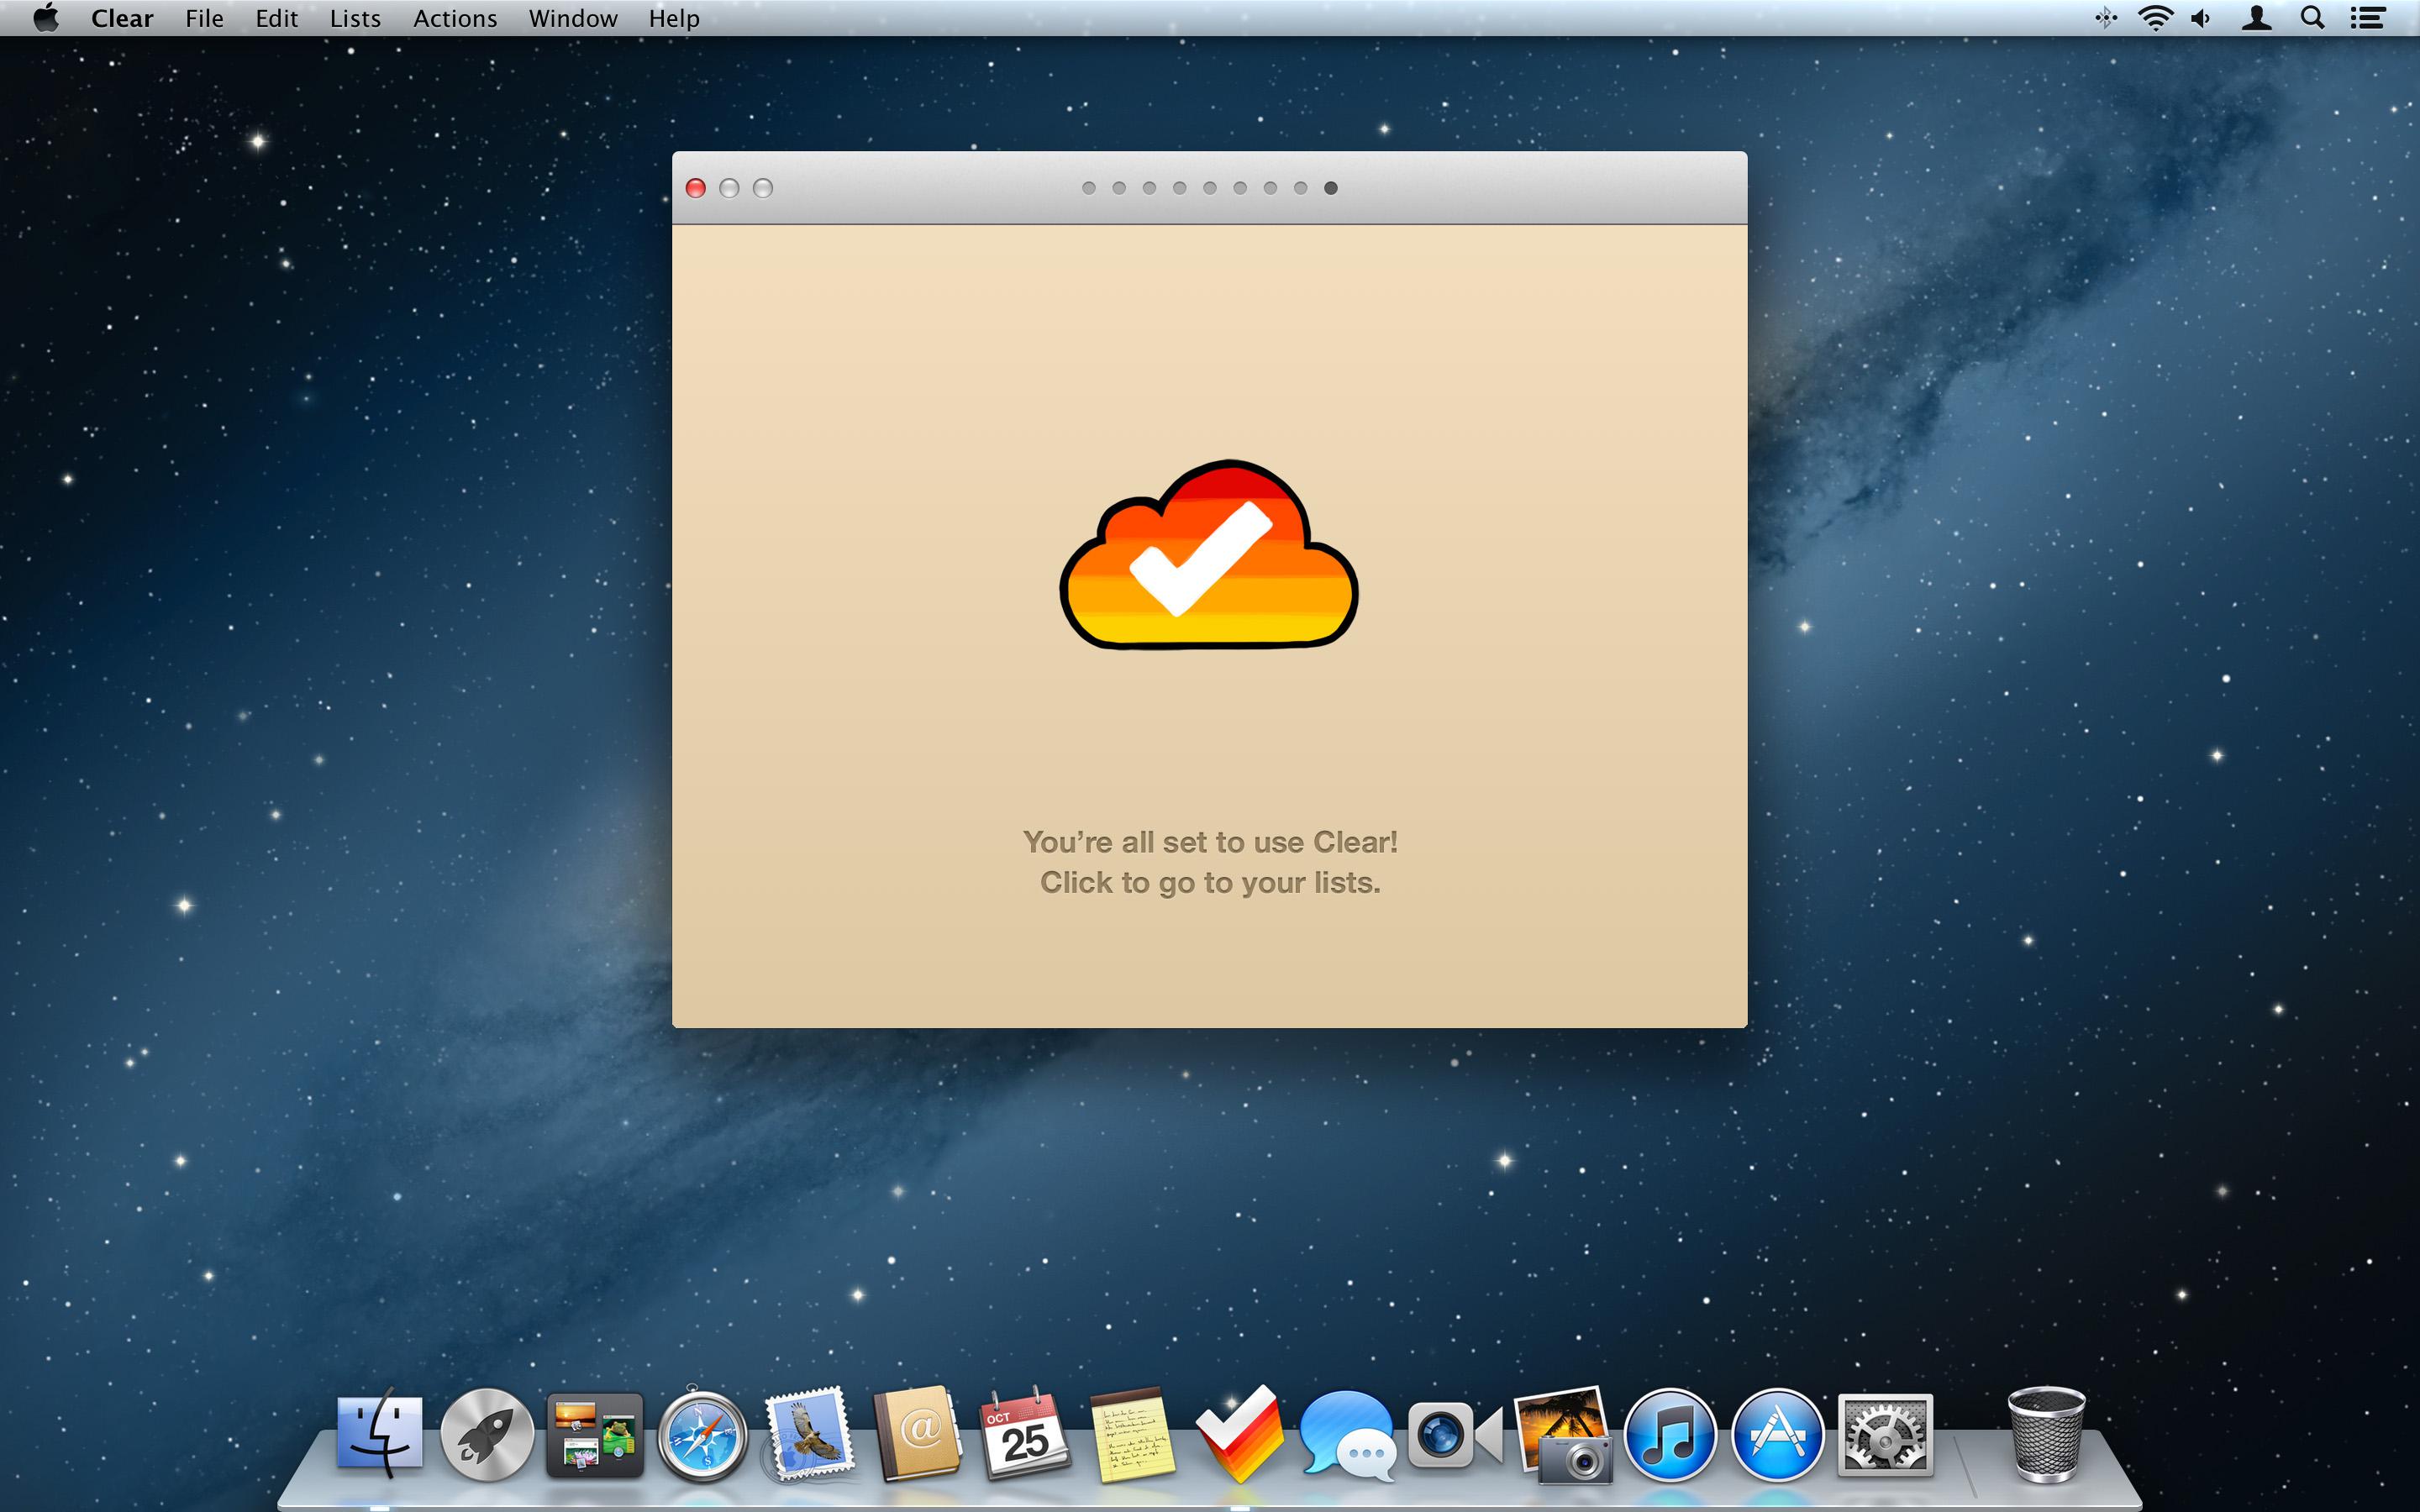 Clear File Edit Lists Actions Window Help
You’re all set to use Clear!
Click to go to your lists.
OCT
25
@